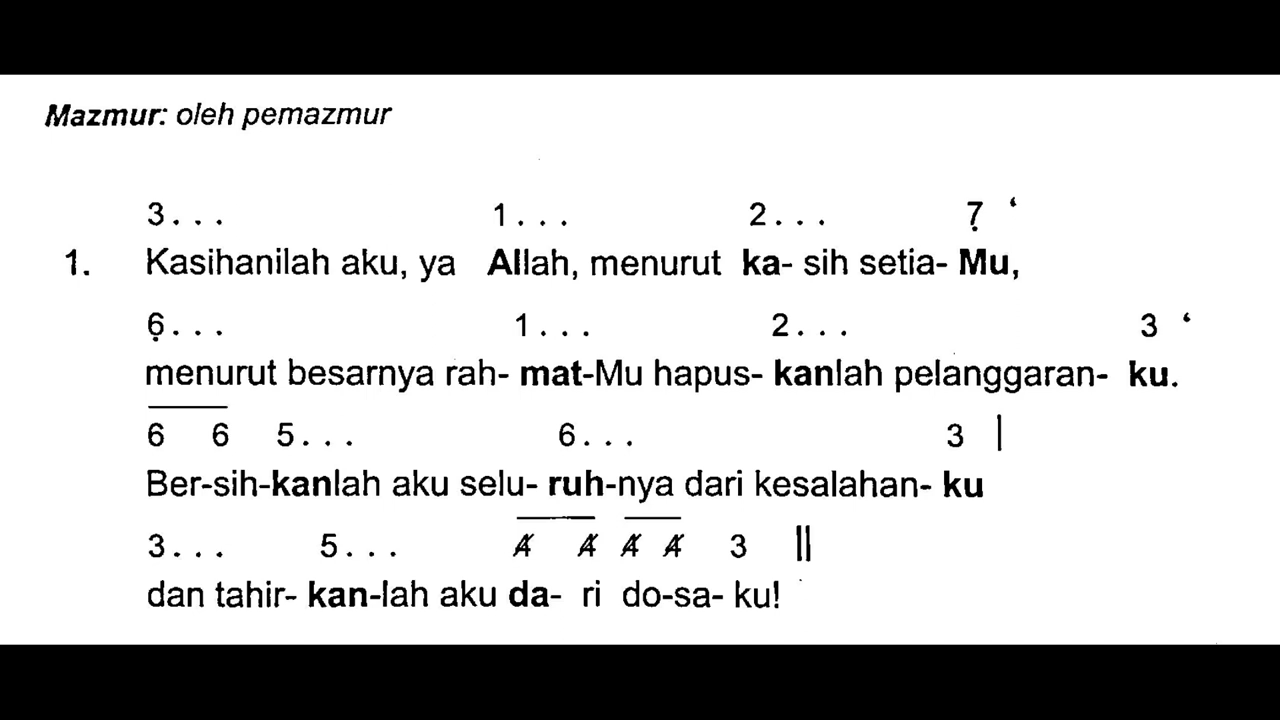 Mazmur: oleh pemazmur
3 . . . 1 . . . 2 . . . 7̣ ‘
1. Kasihanilah aku, ya Allah, menurut ka- sih setia- Mu,
6̣ . . . 1 . . . 2 . . . 3 ‘
menurut besarnya rah- mat-Mu hapus- kanlah pelanggaran- ku.
6 6 5 . . . 6 . . . 3 |
Ber-sih-kanlah aku selu- ruh-nya dari kesalahan- ku
3 . . . 5 . . . 4̸ 4̸ 4̸ 4̸ 3 ||
dan tahir- kan-lah aku da- ri do-sa- ku!